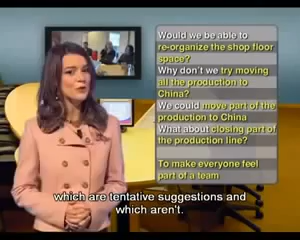 Would we be able to
re-organize the shop floor
space?
Why don't we try moving
all the production to
China?
We could move part of the
production to China
What about closing part of
the production line?
To make everyone feel
part of a team
which are tentative suggestions and
which aren't.